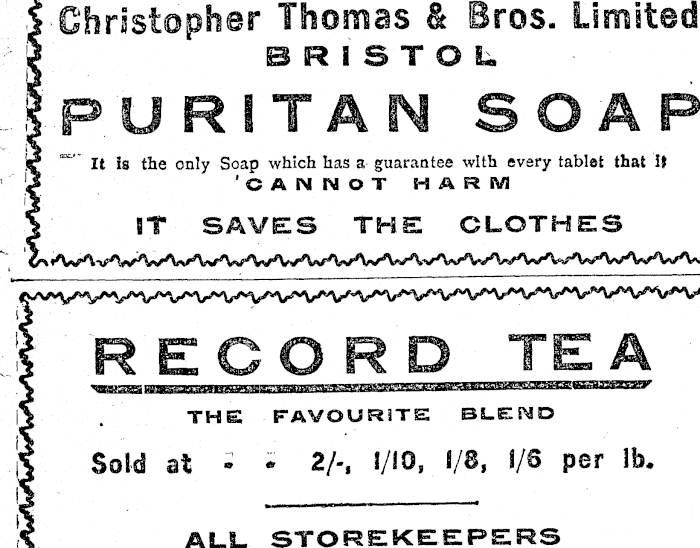 Christopher Thomas & Bros. Limited
BRISTOL
PURITAN SOAP
It is the only Soap which has a guarantee with every tablet that it
CANNOT HARM
IT SAVES THE CLOTHES
RECORD TEA
THE FAVOURITE BLEND
Sold at - - 2/-, 1/10, 1/8, 1/6 per lb.
ALL STOREKEEPERS